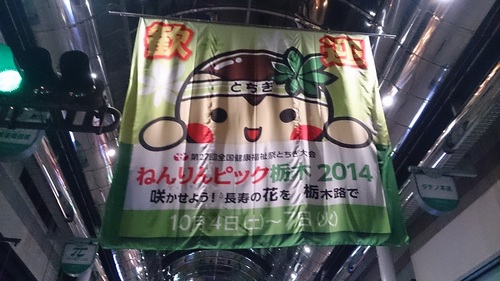 歓迎
とちぎ
第27回全国健康福祉祭とちぎ大会
ねんりんピック栃木 2014
咲かせよう！長寿の花を 栃木路で
10月4日(土)～7日(火)